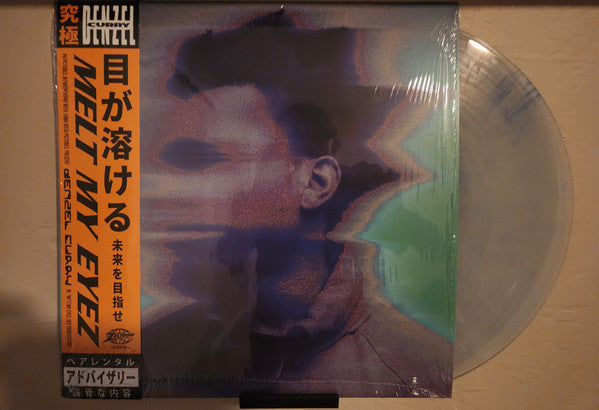 究極
DENZEL
CURRY
目が溶ける
未来を目指せ
MELT MY EYEZ
DENZEL CURRY
ペアレンタル
アドバイザリー
露骨な内容